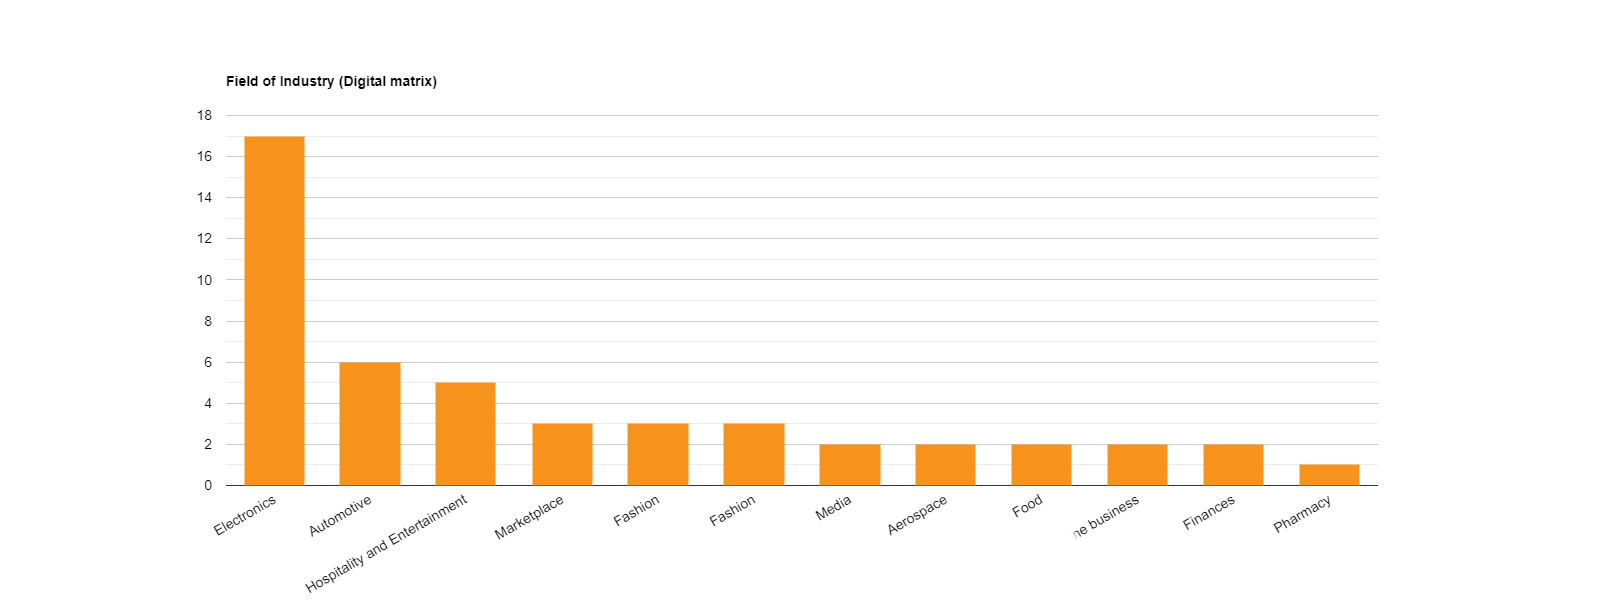 Field of Industry (Digital matrix)
18
16
14
12
10
8
6
4
2
0
Electronics
Automotive
Hospitality and Entertainment
Marketplace
Fashion
Fashion
Media
Aerospace
Food
business
Finances
Pharmacy